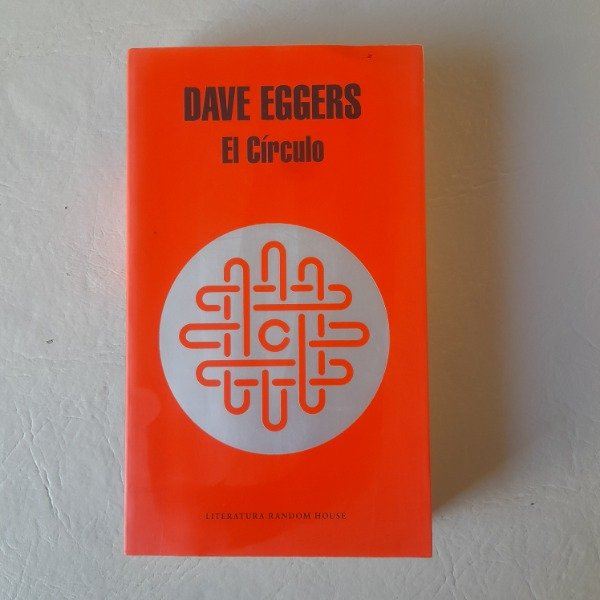 DAVE EGGERS
El Círculo
C
LITERATURA RANDOM HOUSE